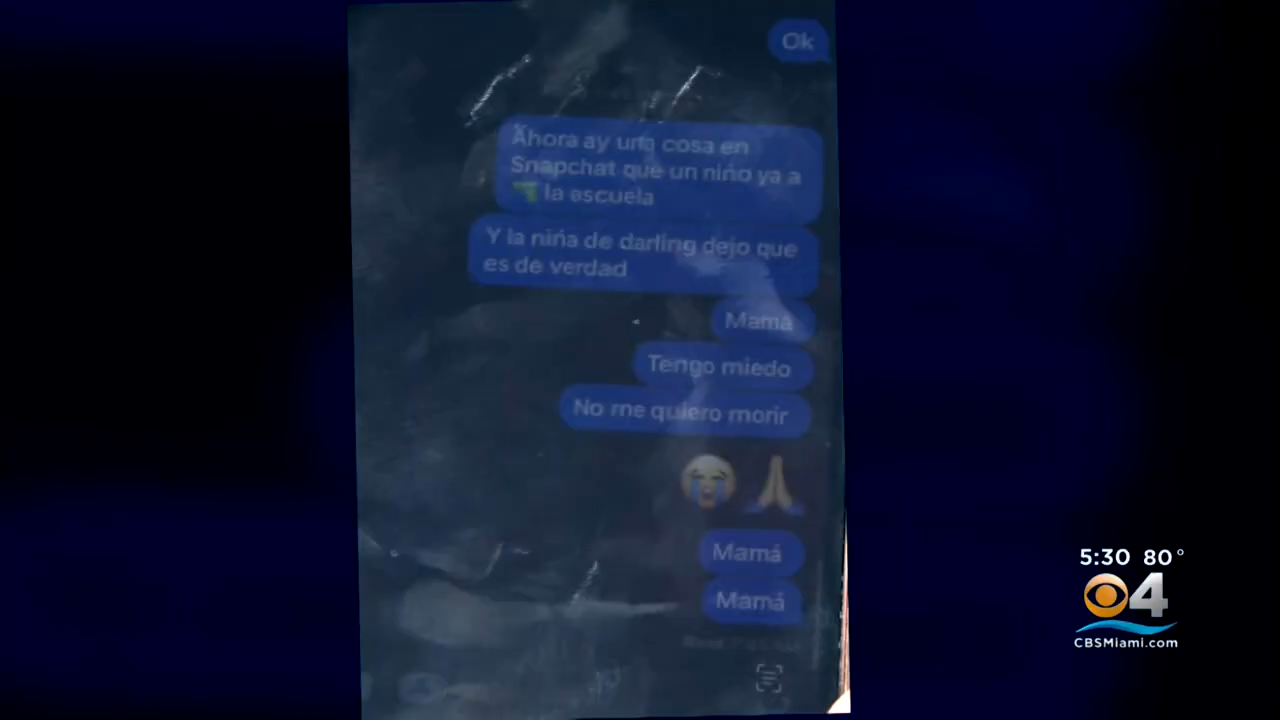 Ok
Ahora ay una cosa en
Snapchat que un niño ya a
la escuela
Y la niña de darling dejo que
es de verdad
Mamá
Tengo miedo
No me quiero morir
Mamá
Mamá
5:30 80°
4
CBSMiami.com